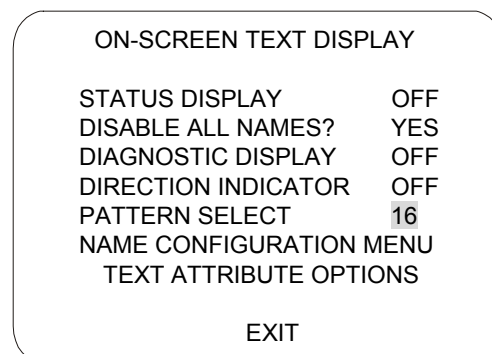 ON-SCREEN TEXT DISPLAY
STATUS DISPLAY OFF
DISABLE ALL NAMES? YES
DIAGNOSTIC DISPLAY OFF
DIRECTION INDICATOR OFF
PATTERN SELECT 16
NAME CONFIGURATION MENU
TEXT ATTRIBUTE OPTIONS
EXIT